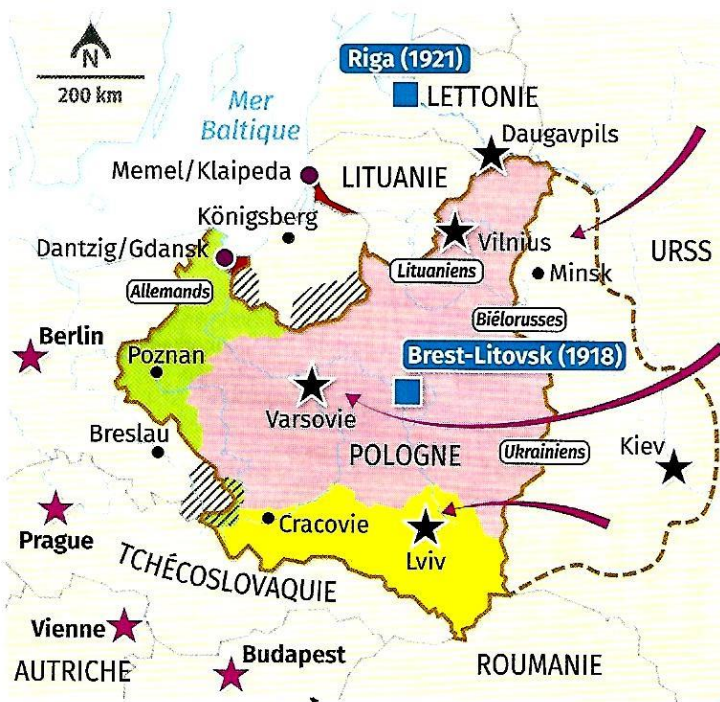 N
200 km
Riga (1921)
LETTONIE
Mer
Baltique
Daugavpils
Memel/Klaipeda
LITUANIE
Königsberg
Vilnius
URSS
Dantzig/Gdansk
Lituaniens
Minsk
Allemands
Biélorusses
Berlin
Brest-Litovsk (1918)
Poznan
Varsovie
Breslau
POLOGNE
Ukrainiens
Kiev
Cracovie
Prague
Lviv
TCHÉCOSLOVAQUIE
Vienne
Budapest
AUTRICHE
ROUMANIE